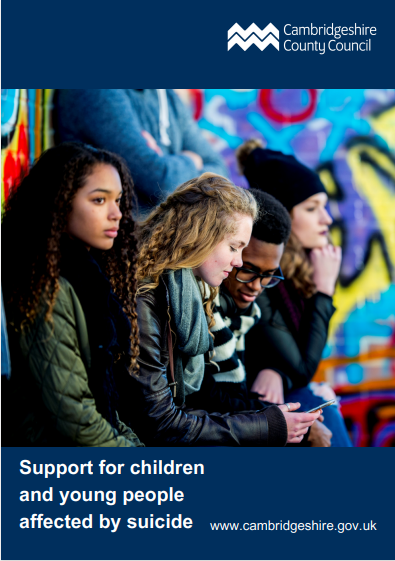 Cambridgeshire
County Council
Support for children
and young people
affected by suicide
www.cambridgeshire.gov.uk